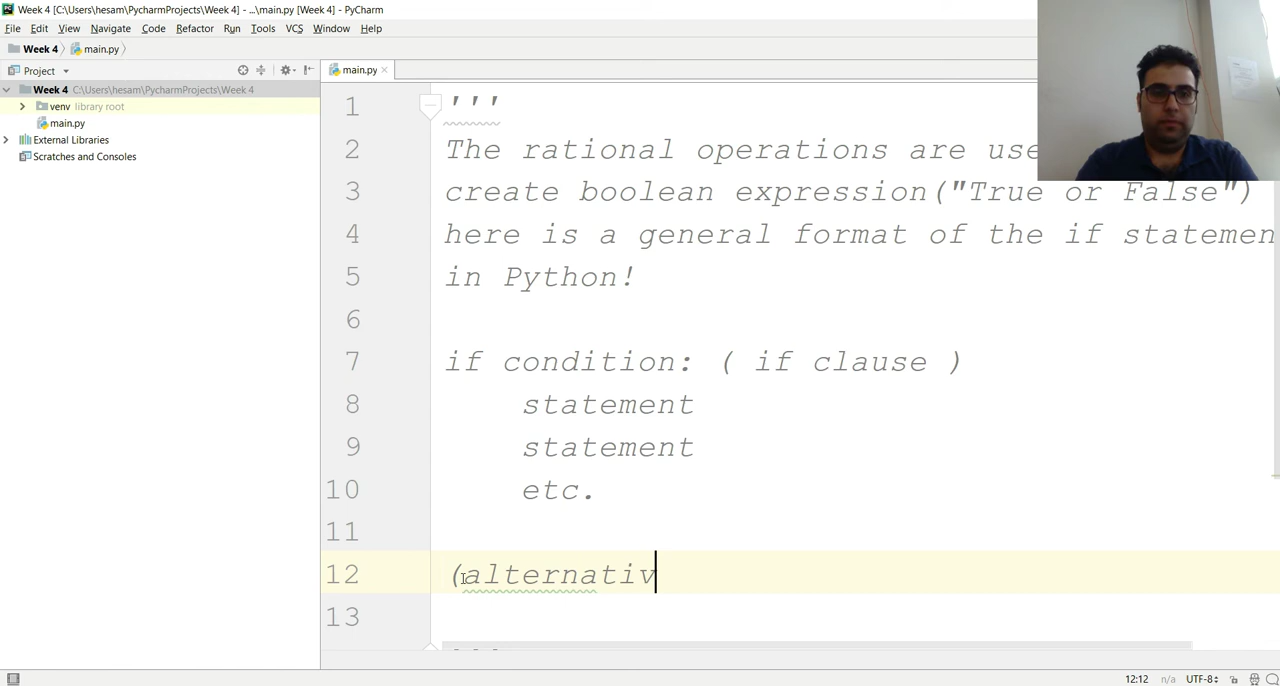 Week 4 [C:\Users\hesam\PycharmProjects\Week 4] - ...\main.py [Week 4] - PyCharm
File Edit View Navigate Code Refactor Run Tools VCS Window Help
Week 4 main.py
Project
main.py
Week 4 C:\Users\hesam\PycharmProjects\Week 4
venv library root
main.py
External Libraries
Scratches and Consoles
1 '''
2 The rational operations are use
3 create boolean expression("True or False")
4 here is a general format of the if statemen
5 in Python!
6
7 if condition: ( if clause )
8 statement
9 statement
10 etc.
11
12 (alternativ
13
12:12 n/a UTF-8